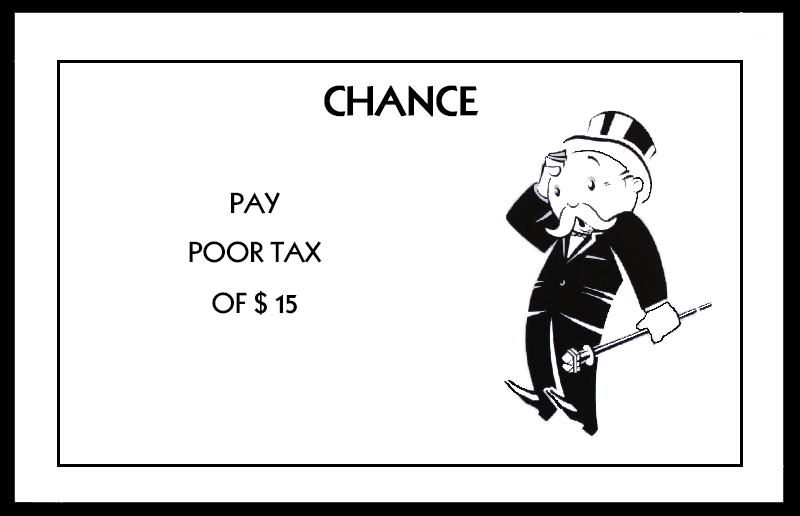 CHANCE
PAY
POOR TAX
OF $ 15